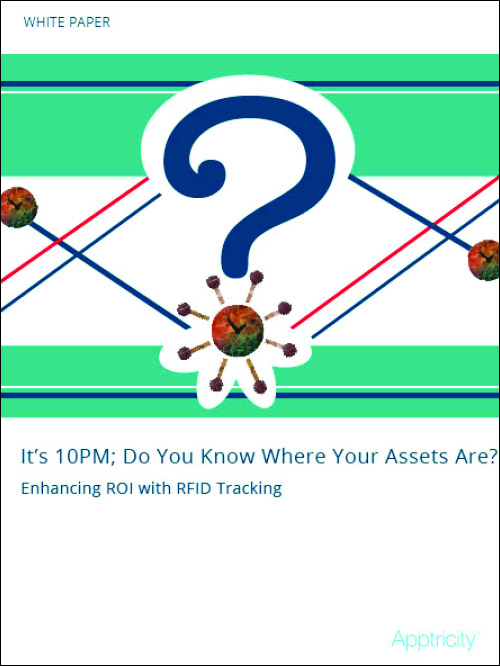 WHITE PAPER
It's 10PM; Do You Know Where Your Assets Are?
Enhancing ROI with RFID Tracking
Apptricity